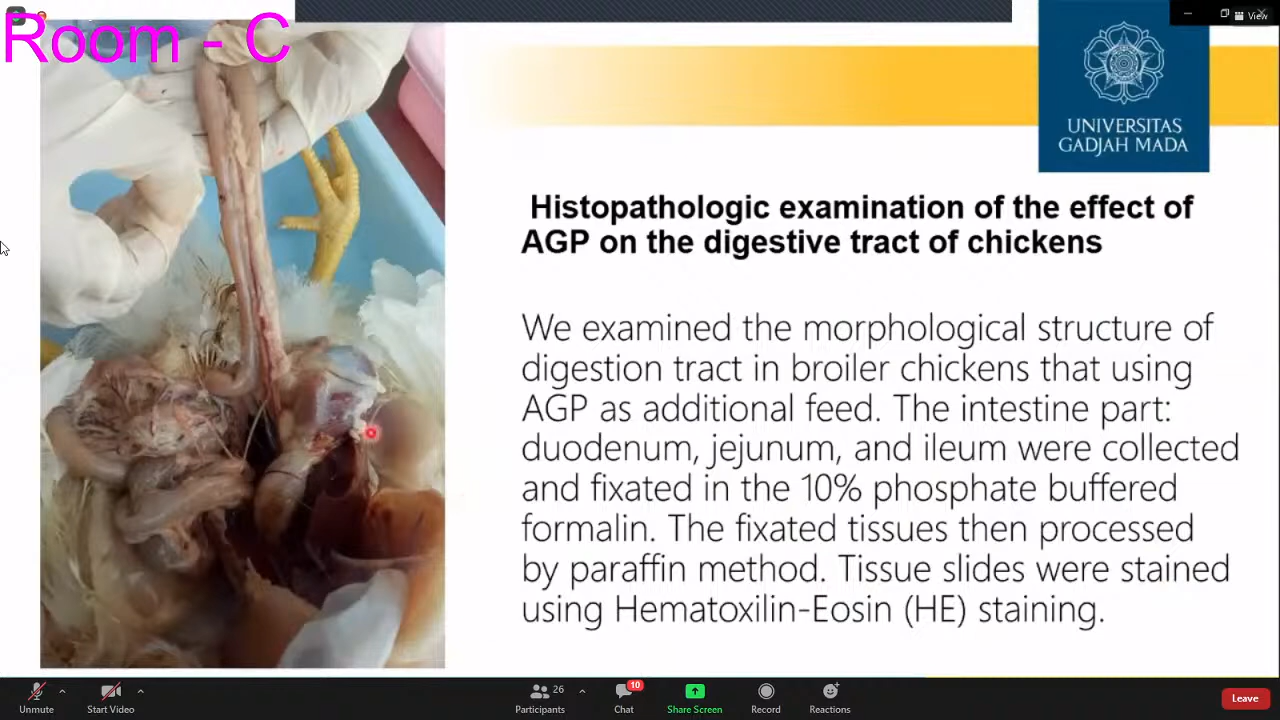 Room - C
View
UNIVERSITAS
GADJAH MADA
Histopathologic examination of the effect of
AGP on the digestive tract of chickens
We examined the morphological structure of
digestion tract in broiler chickens that using
AGP as additional feed. The intestine part:
duodenum, jejunum, and ileum were collected
and fixated in the 10% phosphate buffered
formalin. The fixated tissues then processed
by paraffin method. Tissue slides were stained
using Hematoxilin-Eosin (HE) staining.
Unmute
Start Video
26
Participants
10
Chat
Share Screen
Record
Reactions
Leave